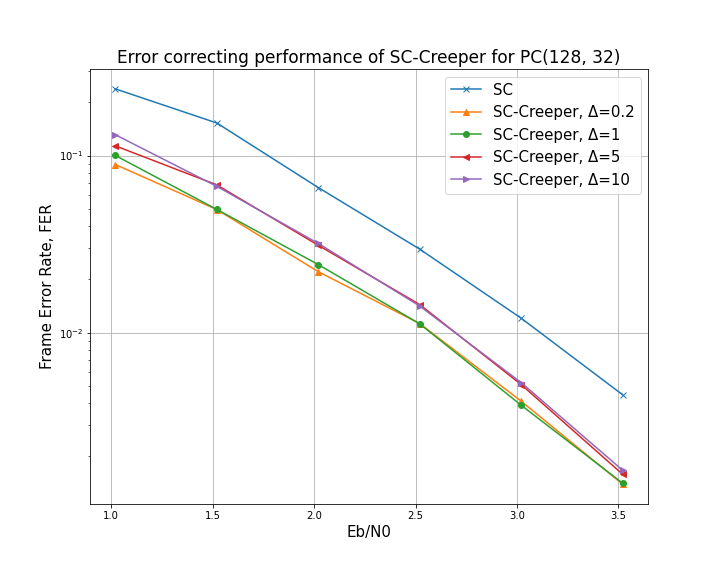 Error correcting performance of SC-Creeper for PC(128, 32)
SC
SC-Creeper, Δ=0.2
SC-Creeper, Δ=1
SC-Creeper, Δ=5
SC-Creeper, Δ=10
Frame Error Rate, FER
10⁻¹
10⁻²
1.0
1.5
2.0
2.5
3.0
3.5
Eb/N0